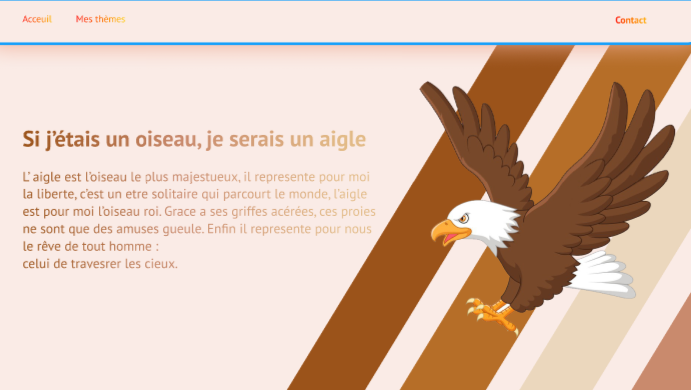 Acceuil
Mes thèmes
Contact
Si j'étais un oiseau, je serais un aigle
L' aigle est l'oiseau le plus majestueux, il represente pour moi
la liberte, c'est un etre solitaire qui parcourt le monde, l'aigle
est pour moi l'oiseau roi. Grace a ses griffes acérées, ces proies
ne sont que des amuses gueule. Enfin il represente pour nous
le rêve de tout homme :
celui de travesrer les cieux.